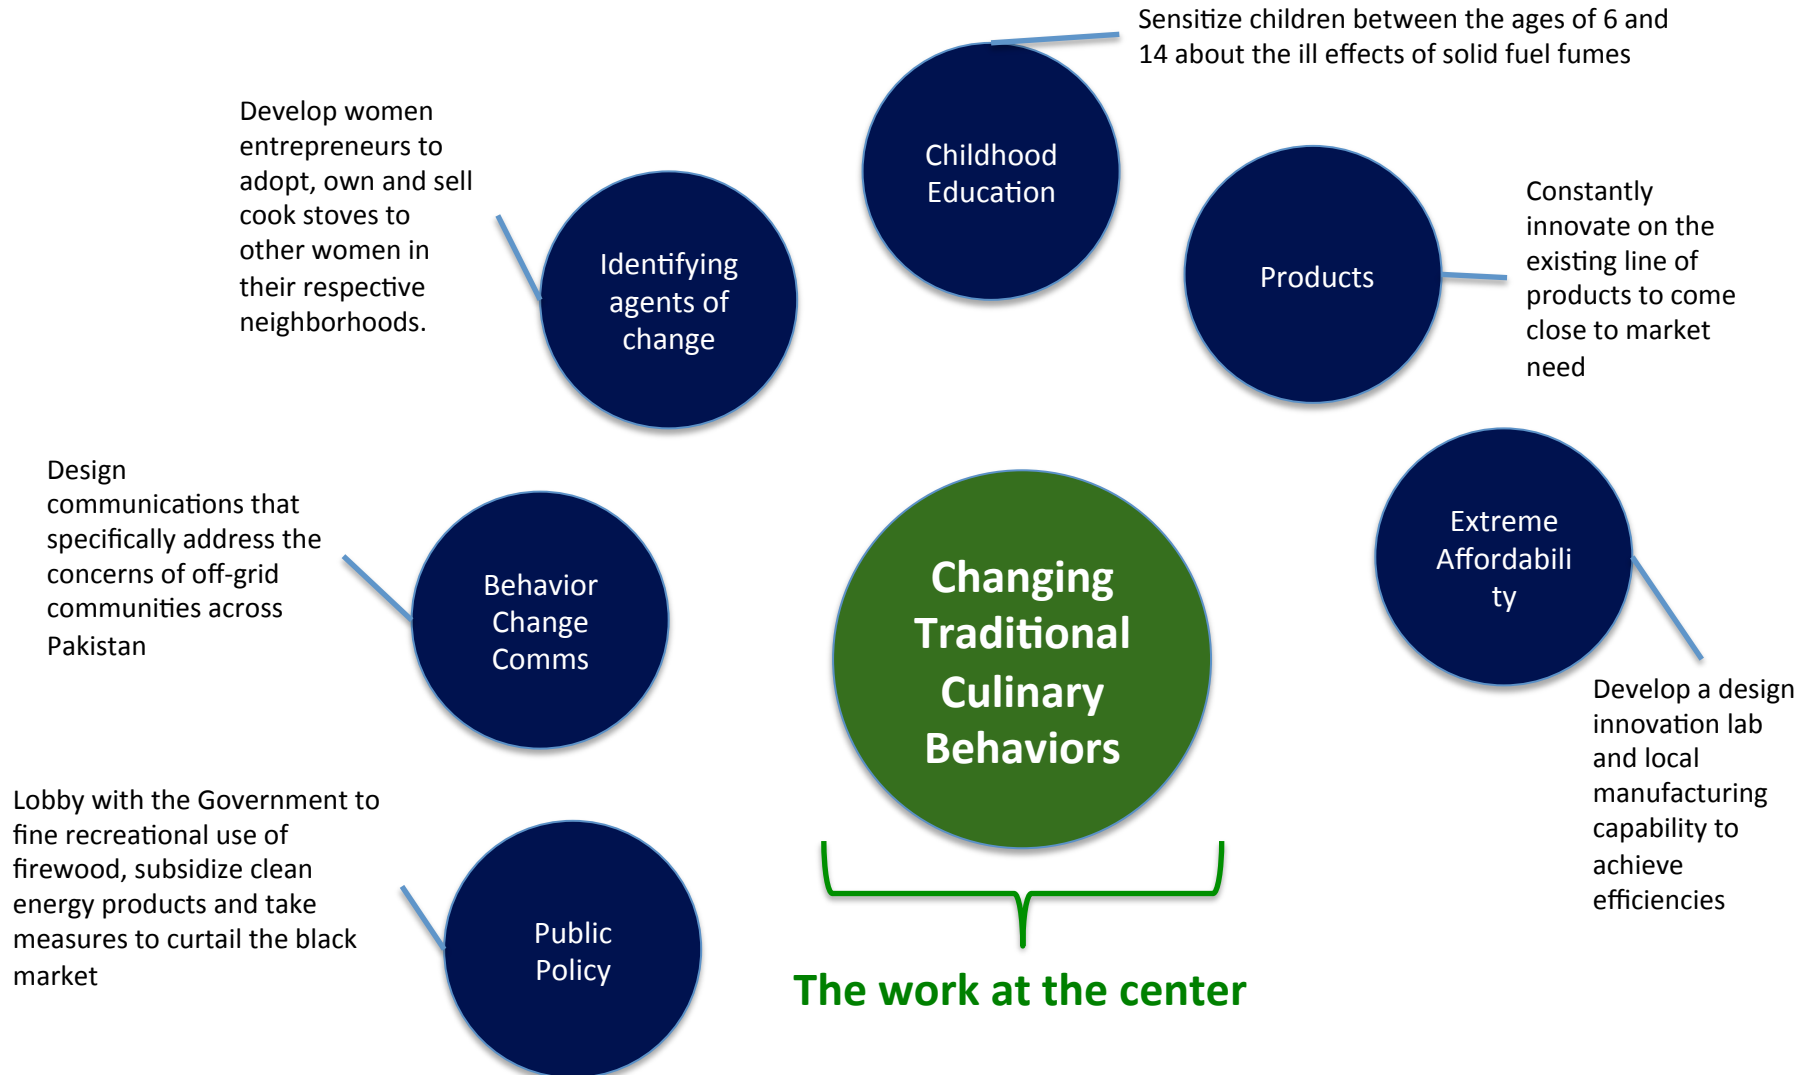 Sensitize children between the ages of 6 and
14 about the ill effects of solid fuel fumes
Childhood
Education
Develop women
entrepreneurs to
adopt, own and sell
cook stoves to
other women in
their respective
neighborhoods.
Identifying
agents of
change
Products
Constantly
innovate on the
existing line of
products to come
close to market
need
Design
communications that
specifically address the
concerns of off-grid
communities across
Pakistan
Behavior
Change
Comms
Changing
Traditional
Culinary
Behaviors
Extreme
Affordabili
ty
Develop a design
innovation lab
and local
manufacturing
capability to
achieve
efficiencies
Lobby with the Government to
fine recreational use of
firewood, subsidize clean
energy products and take
measures to curtail the black
market
Public
Policy
The work at the center